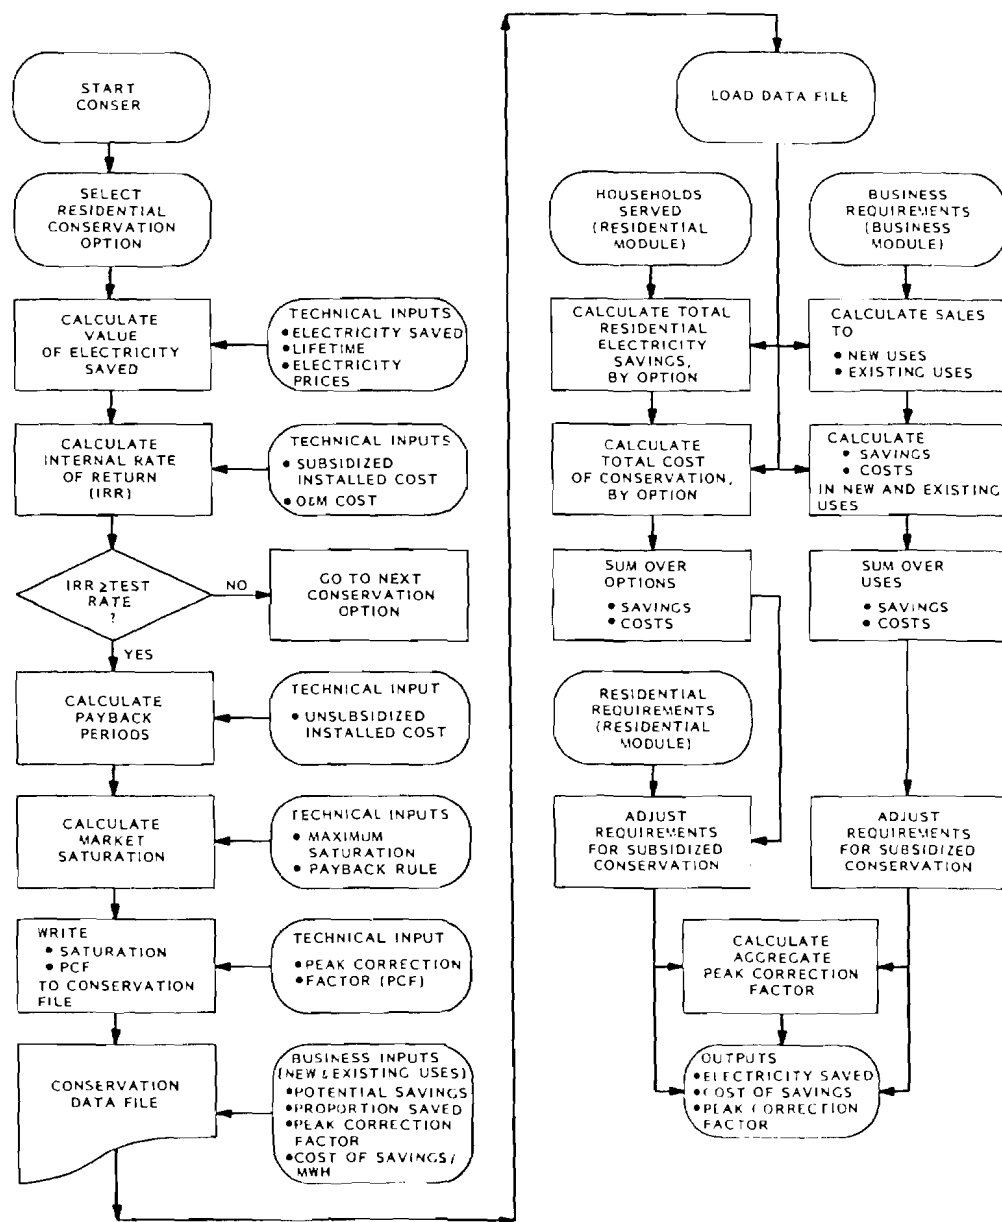 START
CONSER
SELECT
RESIDENTIAL
CONSERVATION
OPTION
CALCULATE
VALUE
OF ELECTRICITY
SAVED
TECHNICAL INPUTS
• ELECTRICITY SAVED
• LIFETIME
• ELECTRICITY
PRICES
CALCULATE
INTERNAL RATE
OF RETURN
(IRR)
TECHNICAL INPUTS
• SUBSIDIZED
INSTALLED COST
• O&M COST
IRR ≥ TEST
RATE
?
NO
GO TO NEXT
CONSERVATION
OPTION
YES
CALCULATE
PAYBACK
PERIODS
TECHNICAL INPUT
• UNSUBSIDIZED
INSTALLED COST
CALCULATE
MARKET
SATURATION
TECHNICAL INPUTS
• MAXIMUM
SATURATION
• PAYBACK RULE
WRITE
• SATURATION
• PCF
TO CONSERVATION
FILE
TECHNICAL INPUT
• PEAK CORRECTION
• FACTOR (PCF)
CONSERVATION
DATA FILE
BUSINESS INPUTS
(NEW & EXISTING USES)
• POTENTIAL SAVINGS
• PROPORTION SAVED
• PEAK CORRECTION
FACTOR
• COST OF SAVINGS/
MWH
LOAD DATA FILE
HOUSEHOLDS
SERVED
(RESIDENTIAL
MODULE)
BUSINESS
REQUIREMENTS
(BUSINESS
MODULE)
CALCULATE TOTAL
RESIDENTIAL
ELECTRICITY
SAVINGS,
BY OPTION
CALCULATE SALES
TO
• NEW USES
• EXISTING USES
CALCULATE
TOTAL COST
OF CONSERVATION,
BY OPTION
CALCULATE
• SAVINGS
• COSTS
IN NEW AND EXISTING
USES
SUM OVER
OPTIONS
• SAVINGS
• COSTS
SUM OVER
USES
• SAVINGS
• COSTS
RESIDENTIAL
REQUIREMENTS
(RESIDENTIAL
MODULE)
ADJUST
REQUIREMENTS
FOR SUBSIDIZED
CONSERVATION
ADJUST
REQUIREMENTS
FOR SUBSIDIZED
CONSERVATION
CALCULATE
AGGREGATE
PEAK CORRECTION
FACTOR
OUTPUTS
• ELECTRICITY SAVED
• COST OF SAVINGS
• PEAK CORRECTION
FACTOR